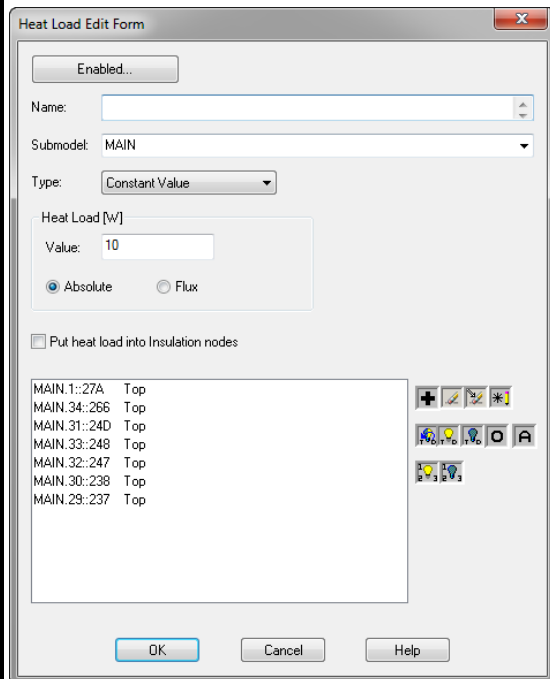 Heat Load Edit Form
Enabled...
Name:
Submodel: MAIN
Type: Constant Value
Heat Load [W]
Value: 10
Absolute Flux
Put heat load into Insulation nodes
MAIN.1::27A Top
MAIN.34::266 Top
MAIN.31::24D Top
MAIN.33::248 Top
MAIN.32::247 Top
MAIN.30::238 Top
MAIN.29::237 Top
OK Cancel Help